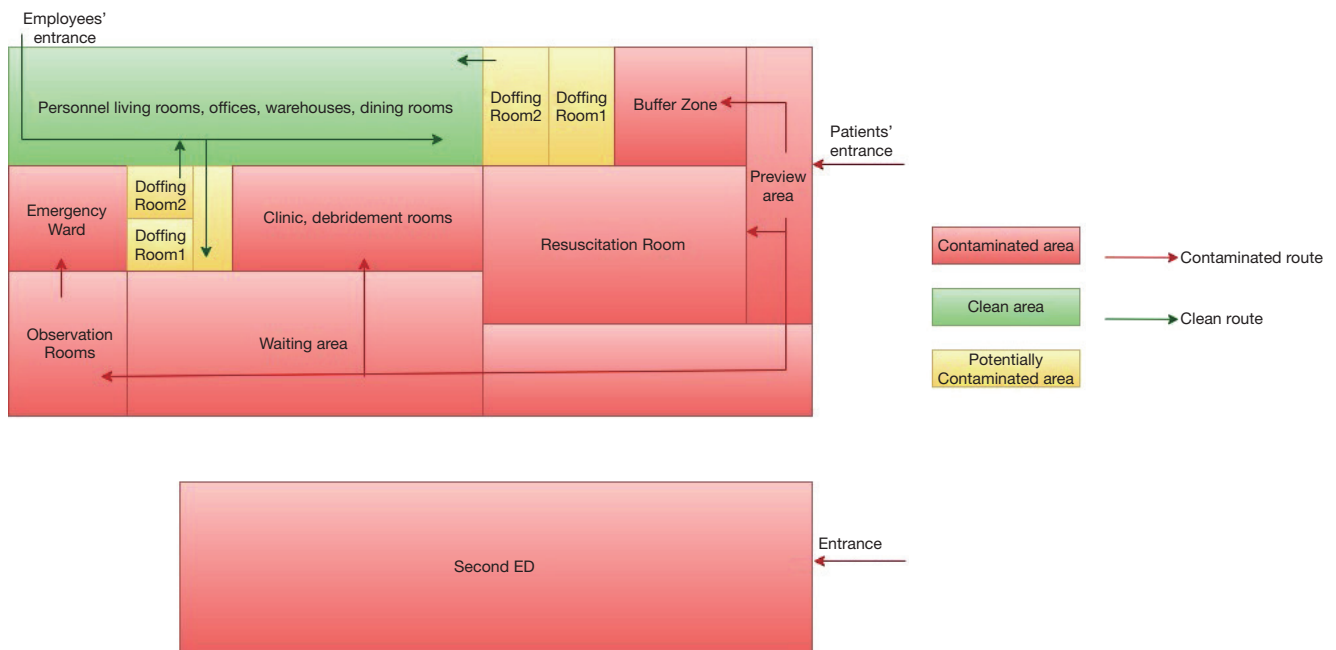 Employees'
entrance
Personnel living rooms, offices, warehouses, dining rooms
Doffing
Room2
Doffing
Room1
Buffer Zone
Patients'
entrance
Preview
area
Emergency
Ward
Doffing
Room2
Doffing
Room1
Clinic, debridement rooms
Resuscitation Room
Observation
Rooms
Waiting area
Contaminated area
Contaminated route
Clean area
Clean route
Potentially
Contaminated area
Second ED
Entrance